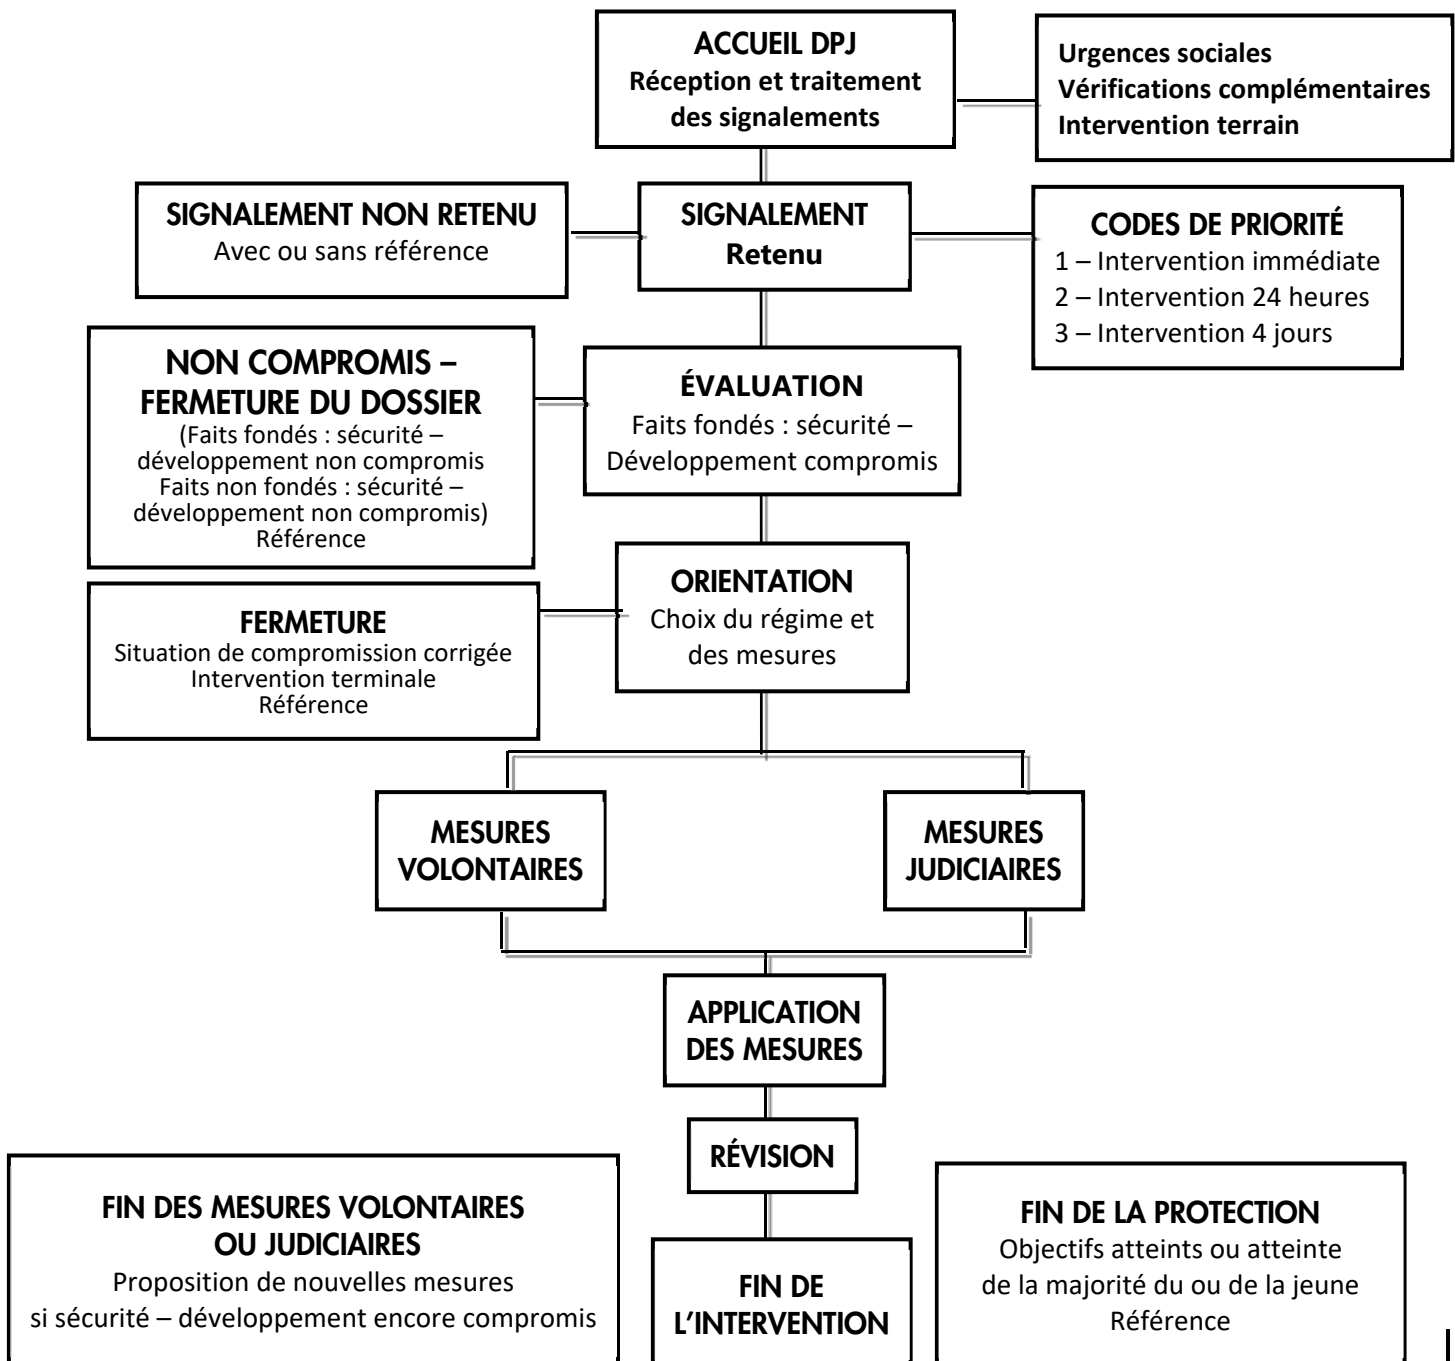 ACCUEIL DPJ
Réception et traitement
des signalements
Urgences sociales
Vérifications complémentaires
Intervention terrain
SIGNALEMENT NON RETENU
Avec ou sans référence
SIGNALEMENT
Retenu
CODES DE PRIORITÉ
1 – Intervention immédiate
2 – Intervention 24 heures
3 – Intervention 4 jours
NON COMPROMIS –
FERMETURE DU DOSSIER
(Faits fondés : sécurité –
développement non compromis
Faits non fondés : sécurité –
développement non compromis)
Référence
ÉVALUATION
Faits fondés : sécurité –
Développement compromis
ORIENTATION
Choix du régime et
des mesures
FERMETURE
Situation de compromission corrigée
Intervention terminale
Référence
MESURES
VOLONTAIRES
MESURES
JUDICIAIRES
APPLICATION
DES MESURES
RÉVISION
FIN DES MESURES VOLONTAIRES
OU JUDICIAIRES
Proposition de nouvelles mesures
si sécurité – développement encore compromis
FIN DE
L'INTERVENTION
FIN DE LA PROTECTION
Objectifs atteints ou atteinte
de la majorité du ou de la jeune
Référence